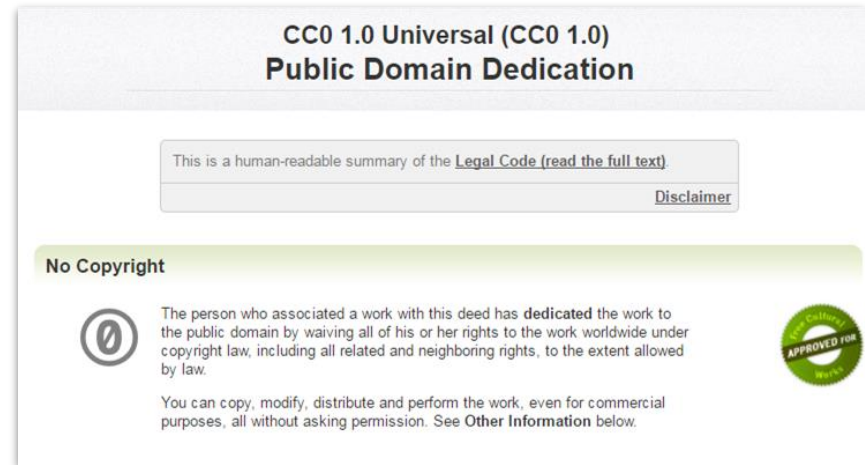 CC0 1.0 Universal (CC0 1.0)
Public Domain Dedication
This is a human-readable summary of the Legal Code (read the full text).
Disclaimer
No Copyright
The person who associated a work with this deed has dedicated the work to
the public domain by waiving all of his or her rights to the work worldwide under
copyright law, including all related and neighboring rights, to the extent allowed
by law.
You can copy, modify, distribute and perform the work, even for commercial
purposes, all without asking permission. See Other Information below.
Free Cultural
APPROVED FOR
Works